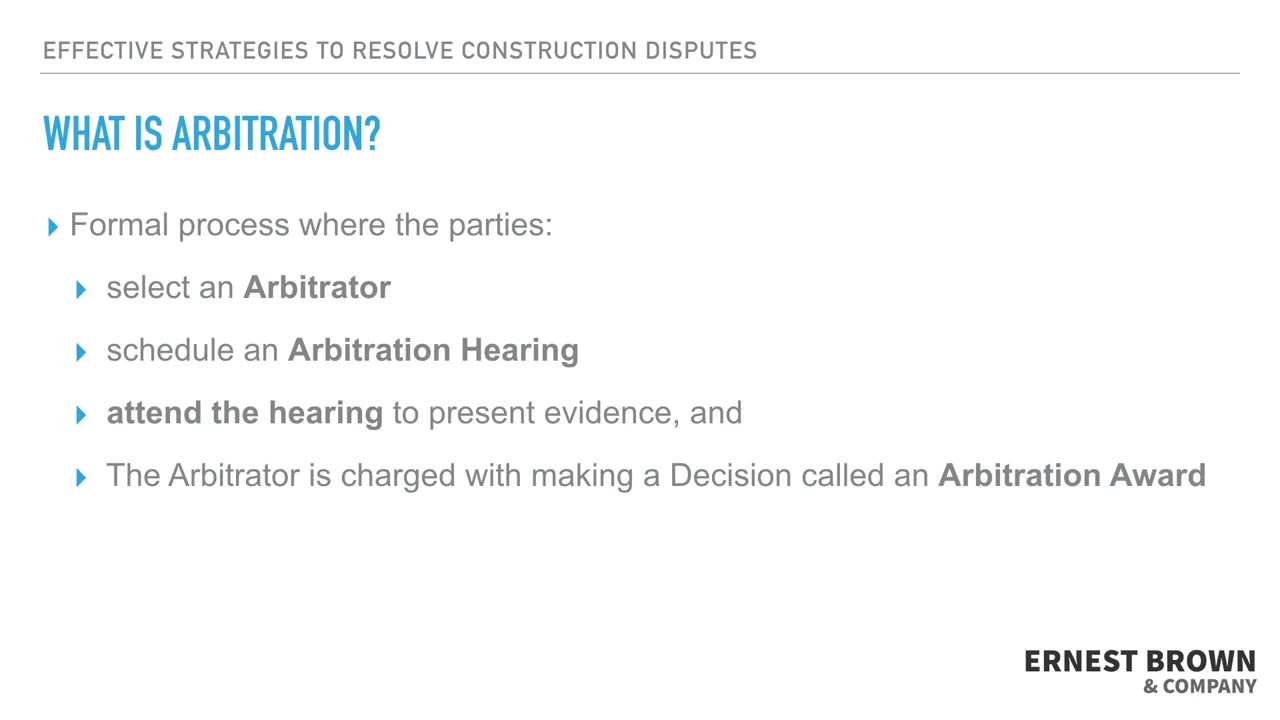 EFFECTIVE STRATEGIES TO RESOLVE CONSTRUCTION DISPUTES
WHAT IS ARBITRATION?
Formal process where the parties:
select an Arbitrator
schedule an Arbitration Hearing
attend the hearing to present evidence, and
The Arbitrator is charged with making a Decision called an Arbitration Award
ERNEST BROWN
& COMPANY